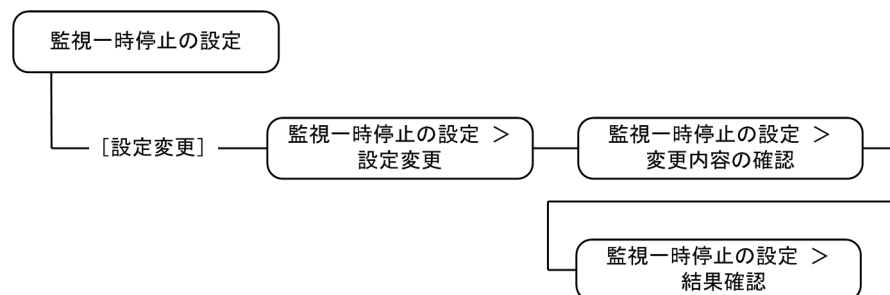 監視一時停止の設定
[設定変更]
監視一時停止の設定 ＞
設定変更
監視一時停止の設定 ＞
変更内容の確認
監視一時停止の設定 ＞
結果確認